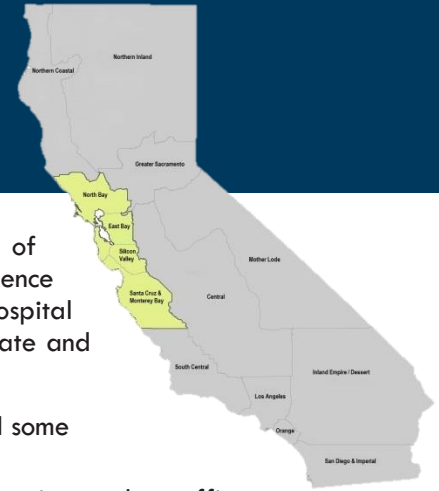 Northern Inland
Northern Coastal
Greater Sacramento
North Bay
East Bay
Silicon
Valley
Mother Lode
Santa Cruz &
Monterey Bay
Central
South Central
Inland Empire / Dessert
Los Angeles
Orange
San Diego & Imperial
of
ence
ospital
ate and
l some